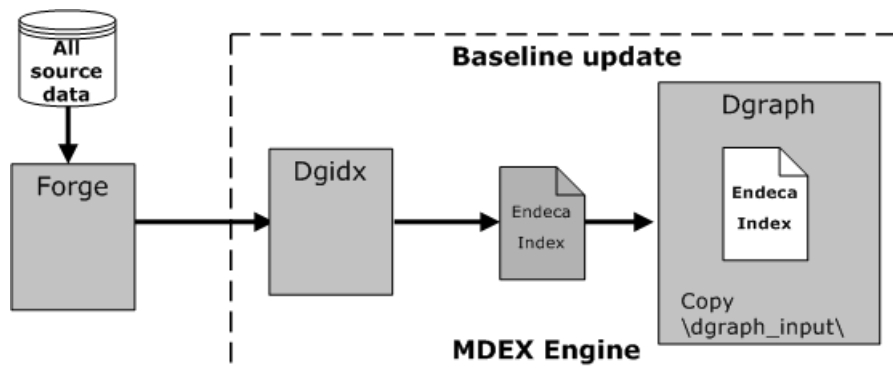 All
source
data
Forge
Baseline update
Dgidx
Endeca
Index
Dgraph
Endeca
Index
Copy
\dgraph_input\
MDEX Engine